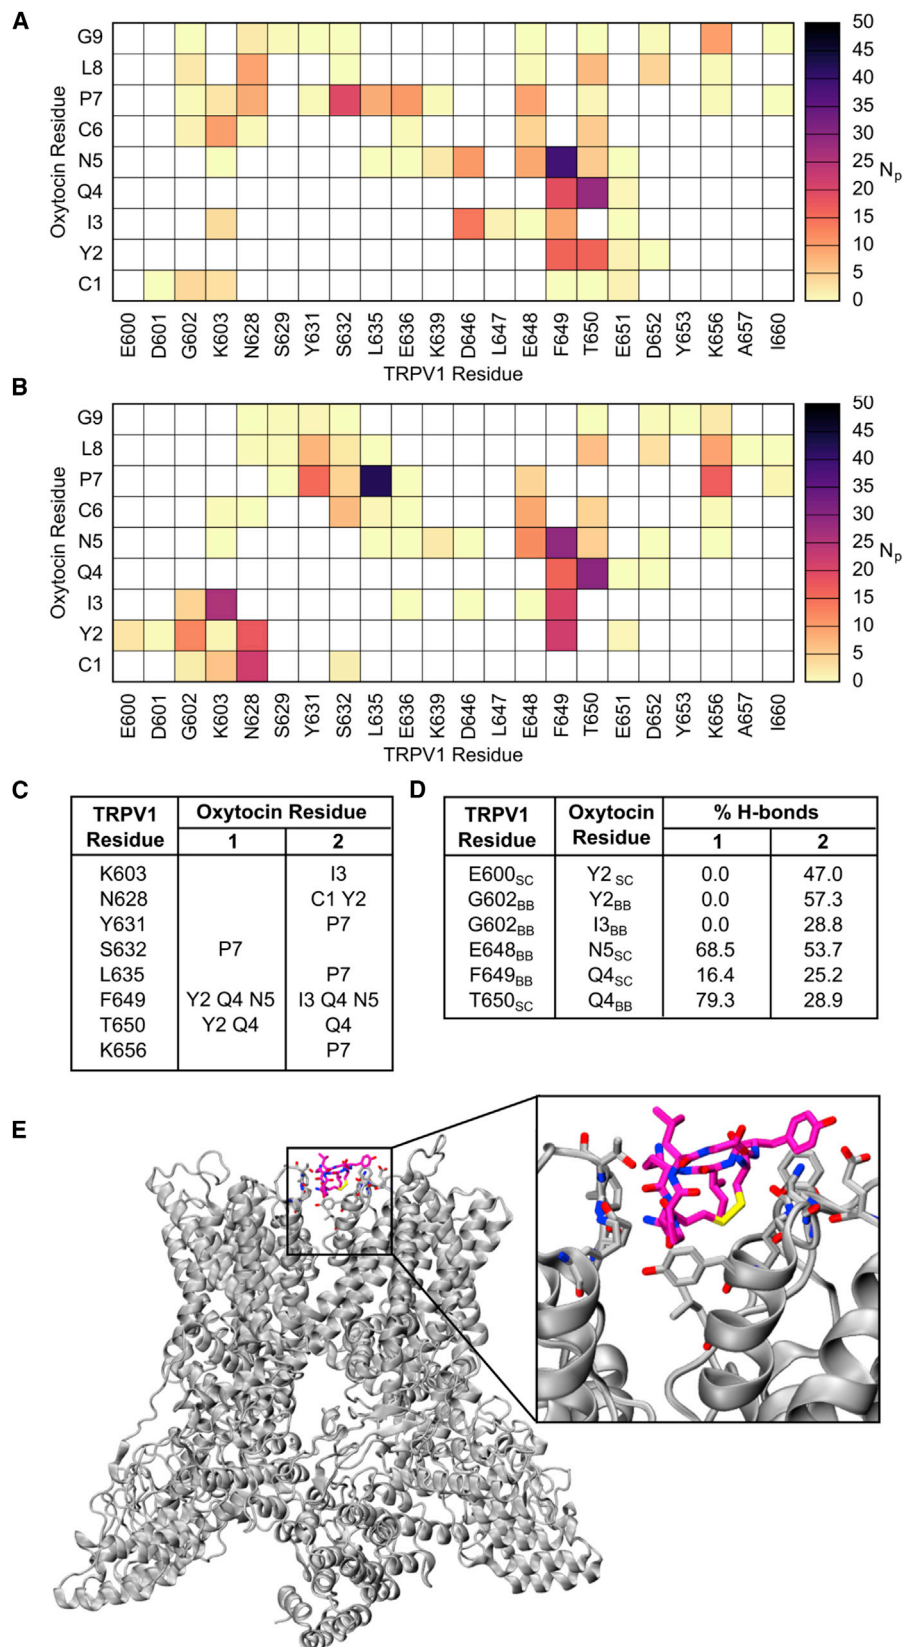 A
Oxytocin Residue
G9
L8
P7
C6
N5
Q4
I3
Y2
C1
E600 D601 G602 K603 N628 S629 Y631 S632 L635 E636 K639 D646 L647 E648 F649 T650 E651 D652 Y653 K656 A657 I660
TRPV1 Residue
50
45
40
35
30
25
20
15
10
5
0
Np
B
Oxytocin Residue
G9
L8
P7
C6
N5
Q4
I3
Y2
C1
E600 D601 G602 K603 N628 S629 Y631 S632 L635 E636 K639 D646 L647 E648 F649 T650 E651 D652 Y653 K656 A657 I660
TRPV1 Residue
50
45
40
35
30
25
20
15
10
5
0
Np
C
TRPV1 Residue Oxytocin Residue
1 2
K603 I3
N628 C1 Y2
Y631 P7
S632 P7
L635 P7
F649 Y2 Q4 N5 I3 Q4 N5
T650 Y2 Q4 Q4
K656 P7
D
TRPV1 Residue Oxytocin Residue % H-bonds
1 2
E600SC Y2 SC 0.0 47.0
G602BB Y2BB 0.0 57.3
G602BB I3BB 0.0 28.8
E648BB N5SC 68.5 53.7
F649BB Q4SC 16.4 25.2
T650SC Q4BB 79.3 28.9
E